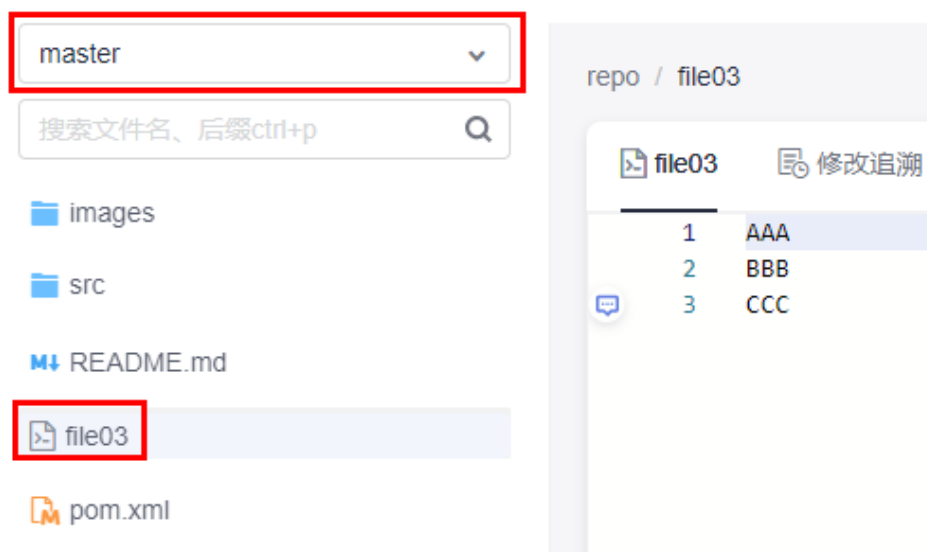 master
搜索文件名、后缀ctrl+p
images
src
M↓ README.md
file03
pom.xml
repo / file03
file03 修改追溯
1 AAA
2 BBB
3 CCC